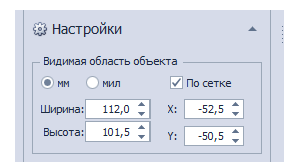 Настройки
Видимая область объекта
мм мил По сетке
Ширина: 112,0 X: -52,5
Высота: 101,5 Y: -50,5